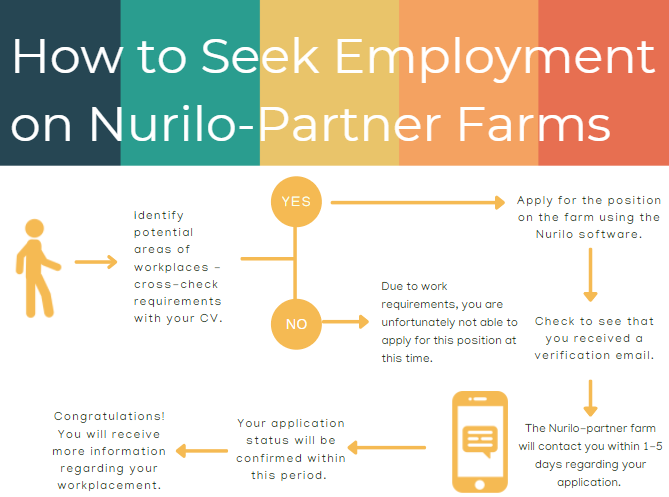 How to Seek Employment
on Nurilo-Partner Farms
Identify
potential
areas of
workplaces -
cross-check
requirements
with your CV.
YES
Apply for the position
on the farm using the
Nurilo software.
NO
Due to work
requirements, you are
unfortunately not able to
apply for this position at
this time.
Check to see that
you received a
verification email.
The Nurilo-partner farm
will contact you within 1-5
days regarding your
application.
Your application
status will be
confirmed within
this period.
Congratulations!
You will receive
more information
regarding your
workplacement.